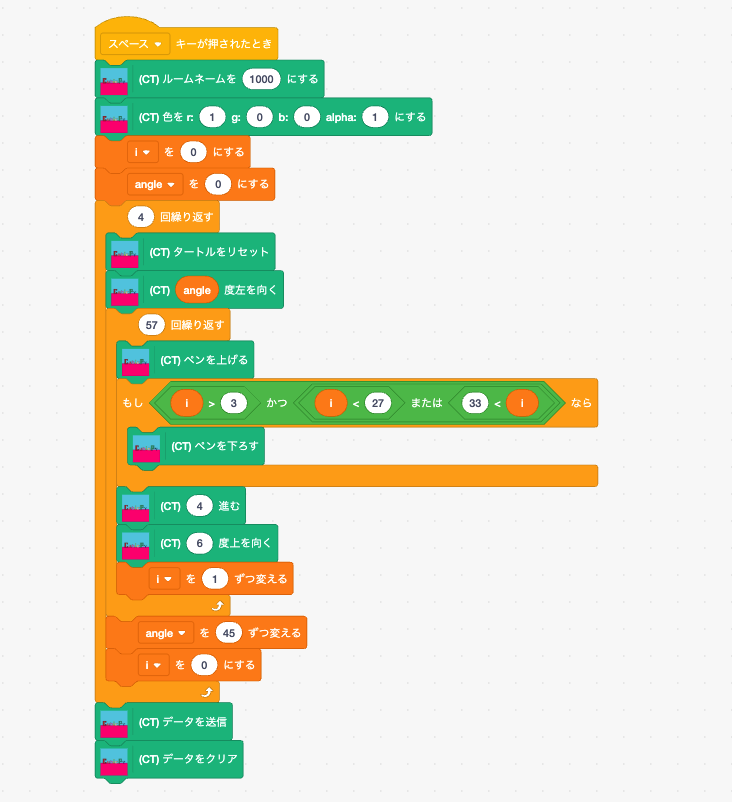 スペース キーが押されたとき
(CT) ルームネームを 1000 にする
(CT) 色を r: 1 g: 0 b: 0 alpha: 1 にする
i を 0 にする
angle を 0 にする
4 回繰り返す
(CT) タートルをリセット
(CT) angle 度左を向く
57 回繰り返す
(CT) ペンを上げる
もし i > 3 かつ i < 27 または 33 < i なら
(CT) ペンを下ろす
(CT) 4 進む
(CT) 6 度上を向く
i を 1 ずつ変える
angle を 45 ずつ変える
i を 0 にする
(CT) データを送信
(CT) データをクリア